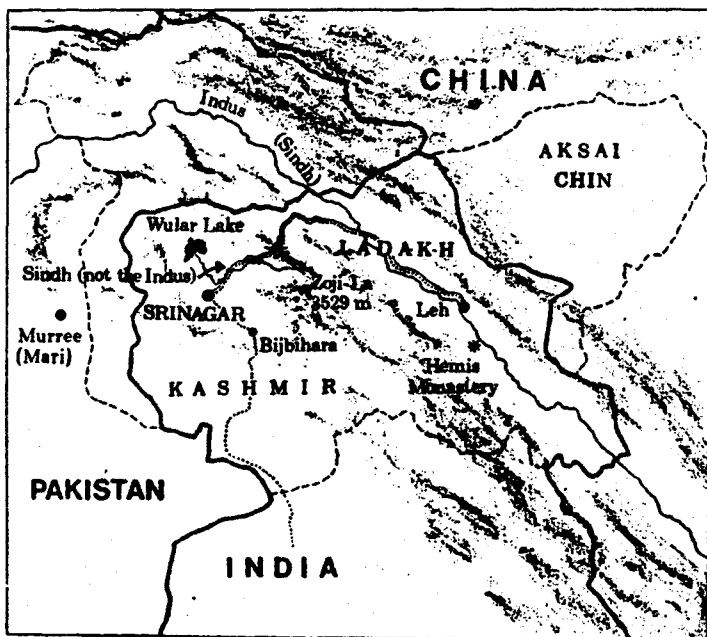 CHINA
Indus
(Sindh)
AKSAI
CHIN
Wular Lake
LADAKH
Sindh (not the Indus)
Zoji-La
3529 m
SRINAGAR
Leh
Murree
(Mari)
Bijbihara
Hemis
Monastery
KASHMIR
PAKISTAN
INDIA